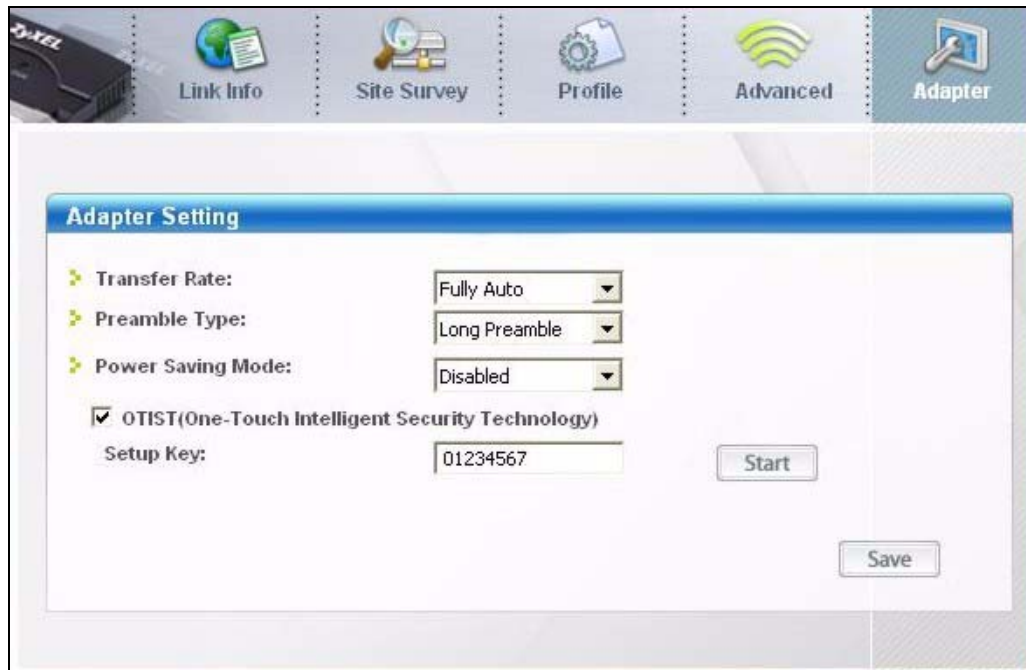 ZyXEL
Link Info
Site Survey
Profile
Advanced
Adapter
Adapter Setting
Transfer Rate:
Fully Auto
Preamble Type:
Long Preamble
Power Saving Mode:
Disabled
OTIST(One-Touch Intelligent Security Technology)
Setup Key:
01234567
Start
Save